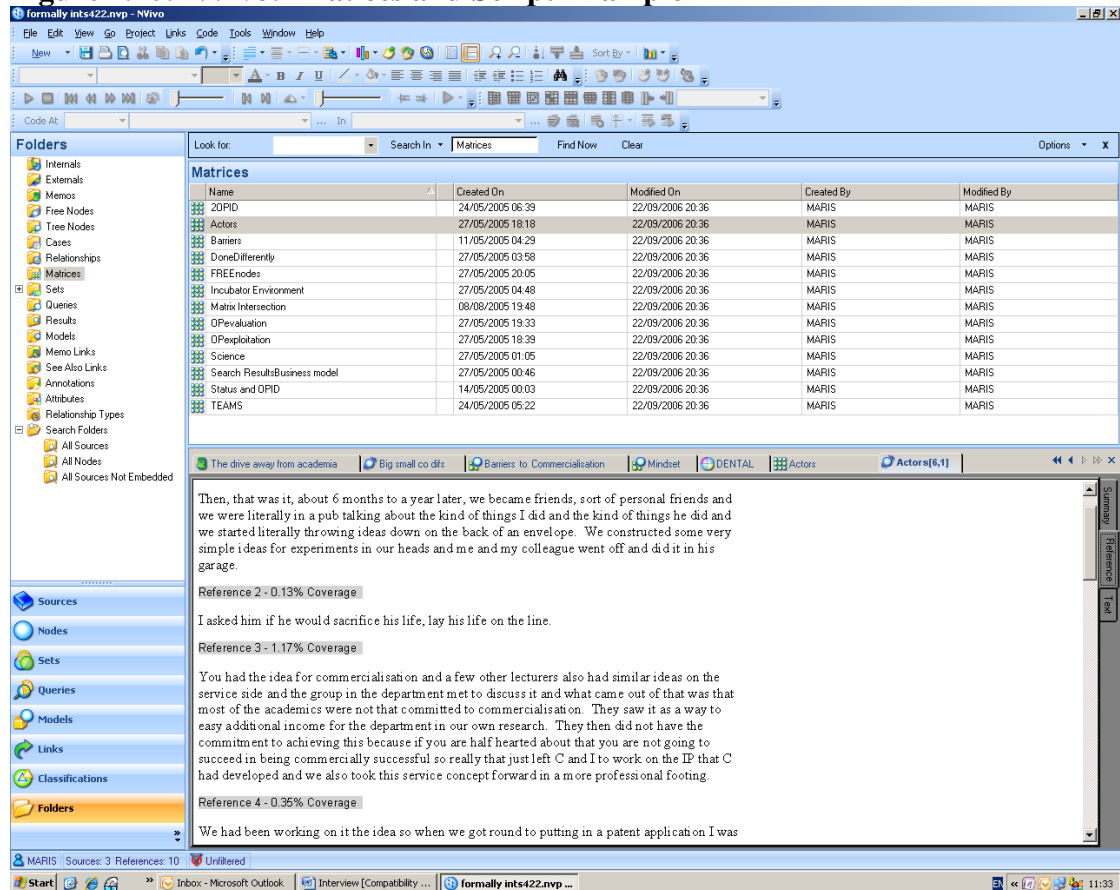 formally ints422.nvp - NVivo
File Edit View Go Project Links Code Tools Window Help
New Sort By
A B I U
Code At ... In ...
Folders
Internals
Externals
Memos
Free Nodes
Tree Nodes
Cases
Relationships
Matrices
Sets
Queries
Results
Models
Memo Links
See Also Links
Annotations
Attributes
Relationship Types
Search Folders
All Sources
All Nodes
All Sources Not Embedded
Sources
Nodes
Sets
Queries
Models
Links
Classifications
Folders
Look for: Search In Matrices Find Now Clear Options x
Matrices
Name Created On Modified On Created By Modified By
2OPID 24/05/2005 06:39 22/09/2006 20:36 MARIS MARIS
Actors 27/05/2005 18:18 22/09/2006 20:36 MARIS MARIS
Barriers 11/05/2005 04:29 22/09/2006 20:36 MARIS MARIS
DoneDifferently 27/05/2005 03:58 22/09/2006 20:36 MARIS MARIS
FREEnodes 27/05/2005 20:05 22/09/2006 20:36 MARIS MARIS
Incubator Environment 27/05/2005 04:48 22/09/2006 20:36 MARIS MARIS
Matrix Intersection 08/08/2005 19:48 22/09/2006 20:36 MARIS MARIS
OPevaluation 27/05/2005 19:33 22/09/2006 20:36 MARIS MARIS
OPexploitation 27/05/2005 18:39 22/09/2006 20:36 MARIS MARIS
Science 27/05/2005 01:05 22/09/2006 20:36 MARIS MARIS
Search ResultsBusiness model 27/05/2005 00:46 22/09/2006 20:36 MARIS MARIS
Status and OPID 14/05/2005 00:03 22/09/2006 20:36 MARIS MARIS
TEAMS 24/05/2005 05:22 22/09/2006 20:36 MARIS MARIS
The drive away from academia Big small co difs Barriers to Commercialisation Mindset DENTAL Actors Actors[6,1]
Then, that was it, about 6 months to a year later, we became friends, sort of personal friends and
we were literally in a pub talking about the kind of things I did and the kind of things he did and
we started literally throwing ideas down on the back of an envelope. We constructed some very
simple ideas for experiments in our heads and me and my colleague went off and did it in his
garage.
Reference 2 - 0.13% Coverage
I asked him if he would sacrifice his life, lay his life on the line.
Reference 3 - 1.17% Coverage
You had the idea for commercialisation and a few other lecturers also had similar ideas on the
service side and the group in the department met to discuss it and what came out of that was that
most of the academics were not that committed to commercialisation. They saw it as a way to
easy additional income for the department in our own research. They then did not have the
commitment to achieving this because if you are half hearted about that you are not going to
succeed in being commercially successful so really that just left C and I to work on the IP that C
had developed and we also took this service concept forward in a more professional footing.
Reference 4 - 0.35% Coverage
We had been working on it the idea so when we got round to putting in a patent application I was
Summary
Reference
Text
MARIS Sources: 3 References: 10 Unfiltered
Start Inbox - Microsoft Outlook Interview [Compatibility ... formally ints422.nvp ... EN 11:33